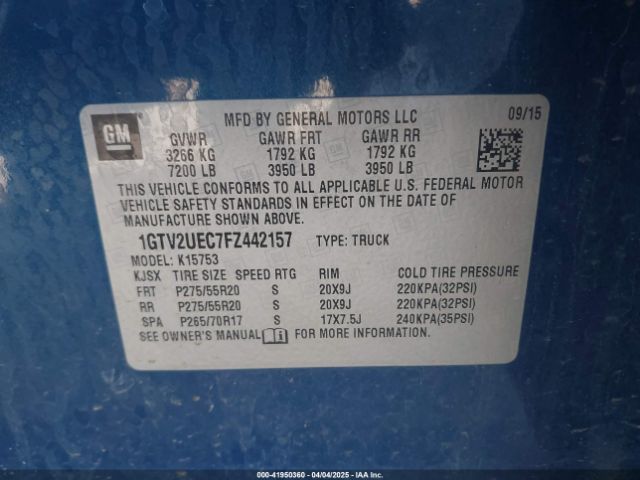 GM
MFD BY GENERAL MOTORS LLC 09/15
GVWR GAWR FRT GAWR RR
3266 KG 1792 KG 1792 KG
7200 LB 3950 LB 3950 LB
THIS VEHICLE CONFORMS TO ALL APPLICABLE U.S. FEDERAL MOTOR
VEHICLE SAFETY STANDARDS IN EFFECT ON THE DATE OF
MANUFACTURE SHOWN ABOVE.
1GTV2UEC7FZ442157 TYPE: TRUCK
MODEL: K15753
KJSX TIRE SIZE SPEED RTG RIM COLD TIRE PRESSURE
FRT P275/55R20 S 20X9J 220KPA(32PSI)
RR P275/55R20 S 20X9J 220KPA(32PSI)
SPA P265/70R17 S 17X7.5J 240KPA(35PSI)
SEE OWNER'S MANUAL FOR MORE INFORMATION.
000-41950360 - 04/04/2025 - IAA, Inc.